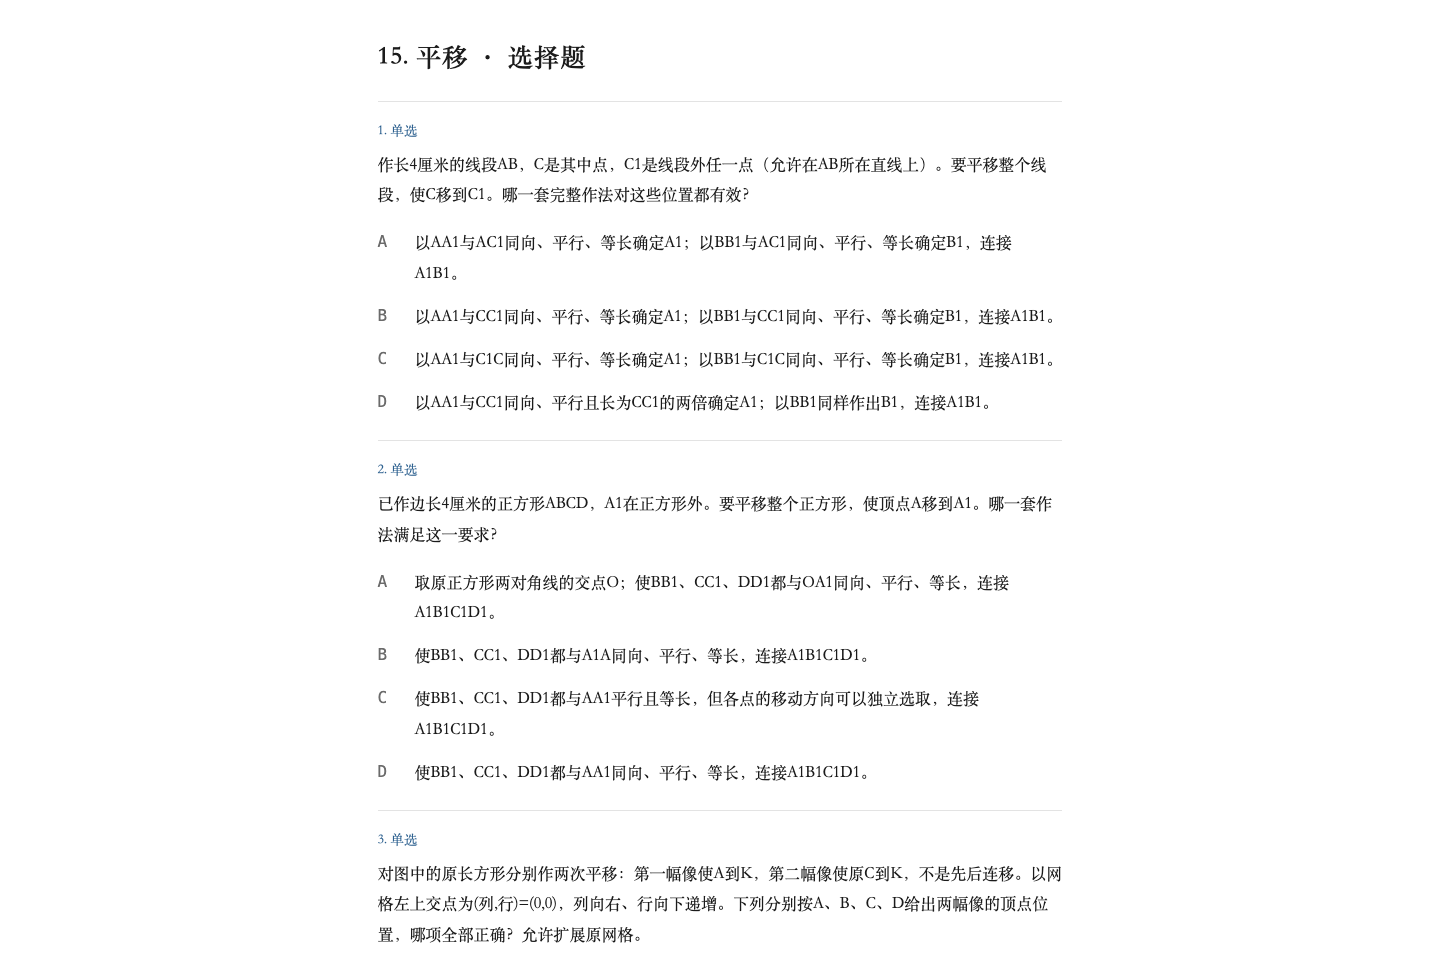 15. 平移 · 选择题
1. 单选
作长4厘米的线段AB，C是其中点，C1是线段外任一点（允许在AB所在直线上）。要平移整个线
段，使C移到C1。哪一套完整作法对这些位置都有效？
A 以AA1与AC1同向、平行、等长确定A1；以BB1与AC1同向、平行、等长确定B1，连接
A1B1。
B 以AA1与CC1同向、平行、等长确定A1；以BB1与CC1同向、平行、等长确定B1，连接A1B1。
C 以AA1与C1C同向、平行、等长确定A1；以BB1与C1C同向、平行、等长确定B1，连接A1B1。
D 以AA1与CC1同向、平行且长为CC1的两倍确定A1；以BB1同样作出B1，连接A1B1。
2. 单选
已作边长4厘米的正方形ABCD，A1在正方形外。要平移整个正方形，使顶点A移到A1。哪一套作
法满足这一要求？
A 取原正方形两对角线的交点O；使BB1、CC1、DD1都与OA1同向、平行、等长，连接
A1B1C1D1。
B 使BB1、CC1、DD1都与A1A同向、平行、等长，连接A1B1C1D1。
C 使BB1、CC1、DD1都与AA1平行且等长，但各点的移动方向可以独立选取，连接
A1B1C1D1。
D 使BB1、CC1、DD1都与AA1同向、平行、等长，连接A1B1C1D1。
3. 单选
对图中的原长方形分别作两次平移：第一幅像使A到K，第二幅像使原C到K，不是先后连移。以网
格左上交点为(列,行)=(0,0)，列向右、行向下递增。下列分别按A、B、C、D给出两幅像的顶点位
置，哪项全部正确？允许扩展原网格。